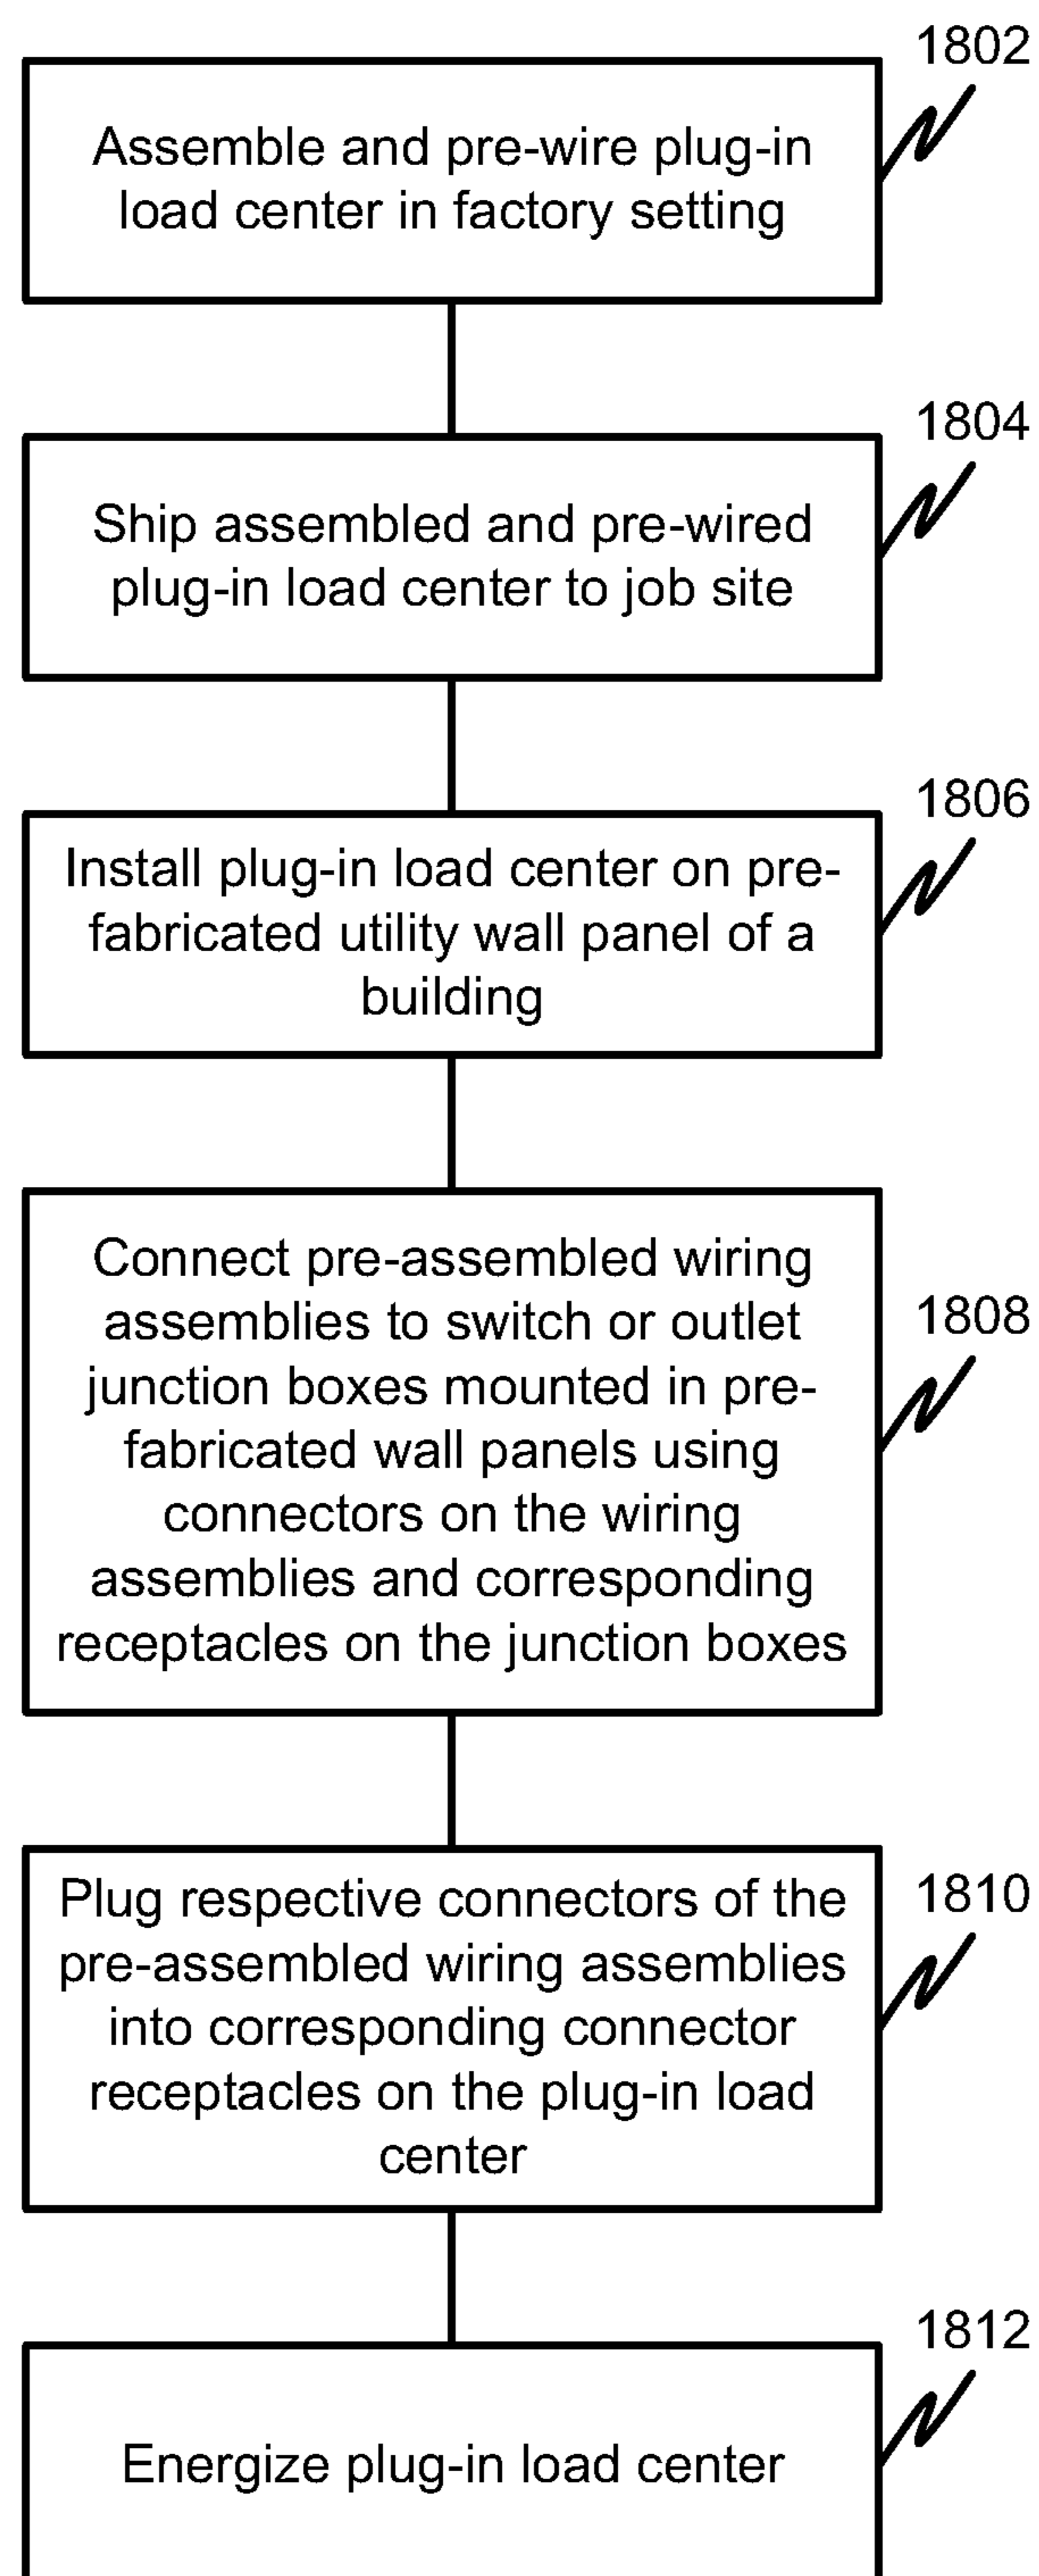 1802
Assemble and pre-wire plug-in
load center in factory setting
1804
Ship assembled and pre-wired
plug-in load center to job site
1806
Install plug-in load center on pre-
fabricated utility wall panel of a
building
1808
Connect pre-assembled wiring
assemblies to switch or outlet
junction boxes mounted in pre-
fabricated wall panels using
connectors on the wiring
assemblies and corresponding
receptacles on the junction boxes
1810
Plug respective connectors of the
pre-assembled wiring assemblies
into corresponding connector
receptacles on the plug-in load
center
1812
Energize plug-in load center